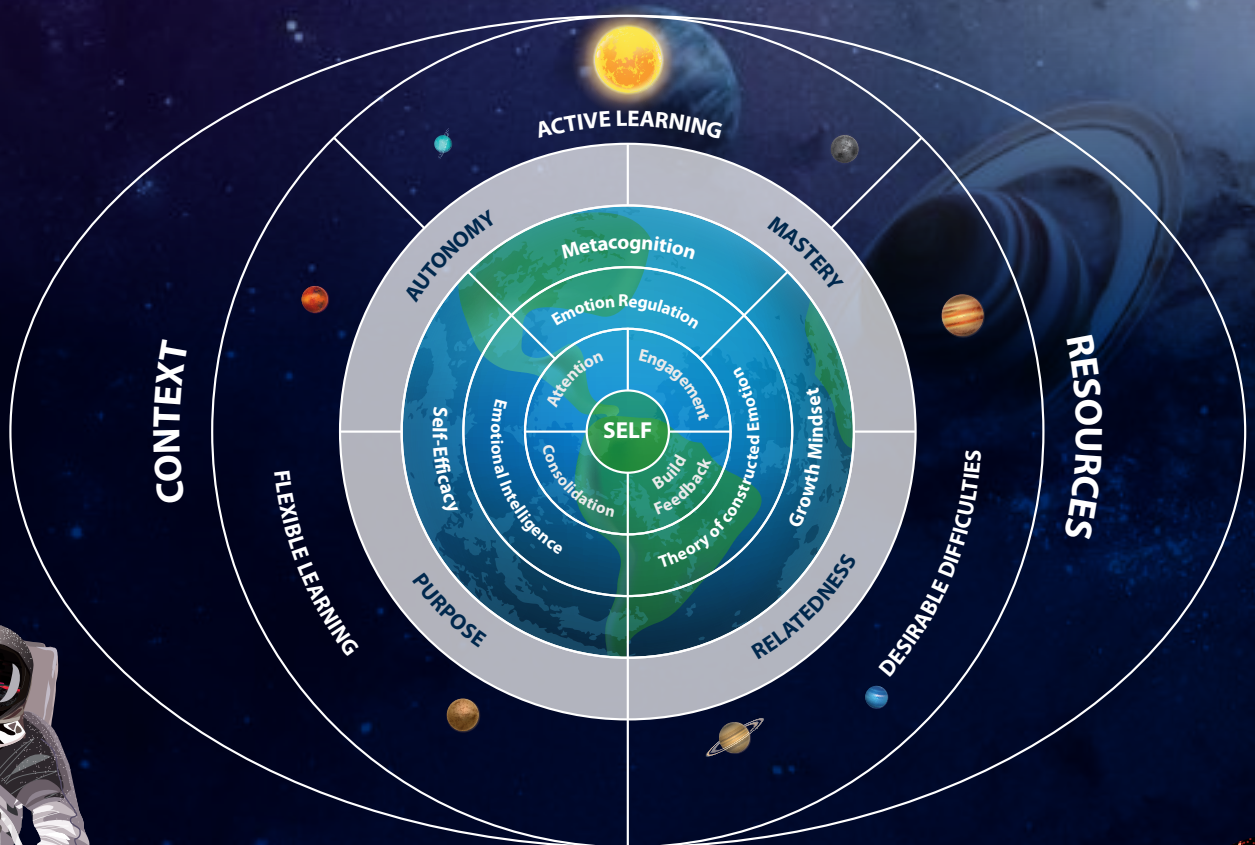 ACTIVE LEARNING
AUTONOMY
MASTERY
Metacognition
Emotion Regulation
Attention
Engagement
SELF
Consolidation
Build
Feedback
Emotional Intelligence
Theory of constructed Emotion
Self-Efficacy
Growth Mindset
PURPOSE
RELATEDNESS
CONTEXT
RESOURCES
FLEXIBLE LEARNING
DESIRABLE DIFFICULTIES